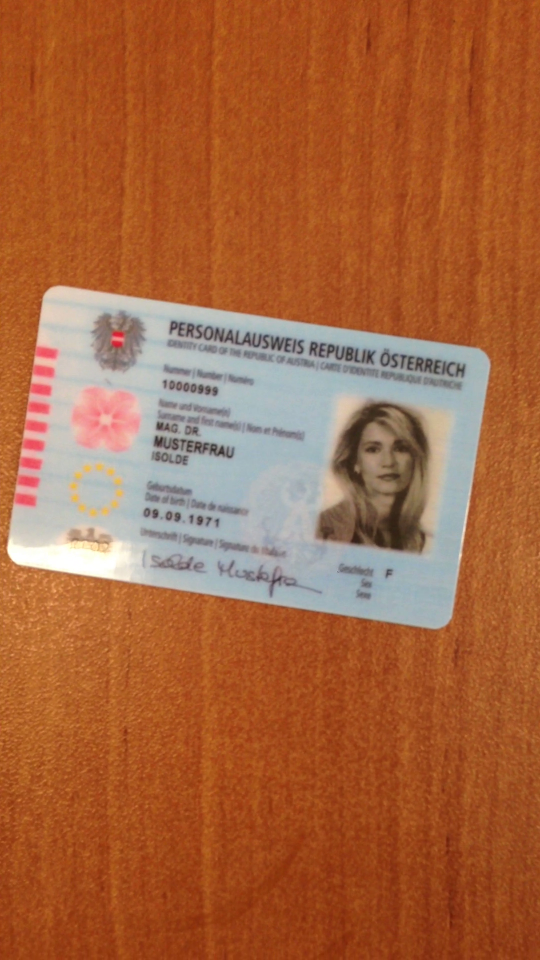 PERSONALAUSWEIS REPUBLIK ÖSTERREICH
IDENTITY CARD OF THE REPUBLIC OF AUSTRIA | CARTE D'IDENTITE REPUBLIQUE D'AUTRICHE
Nummer | Number | Numéro
10000999
Name und Vorname(n)
Surname and first name(s) | Nom et Prénom(s)
MAG. DR.
MUSTERFRAU
ISOLDE
Geburtsdatum
Date of birth | Date de naissance
09.09.1971
Unterschrift | Signature | Signature du titulaire
Isolde Musterfrau
Geschlecht F
Sex
Sexe